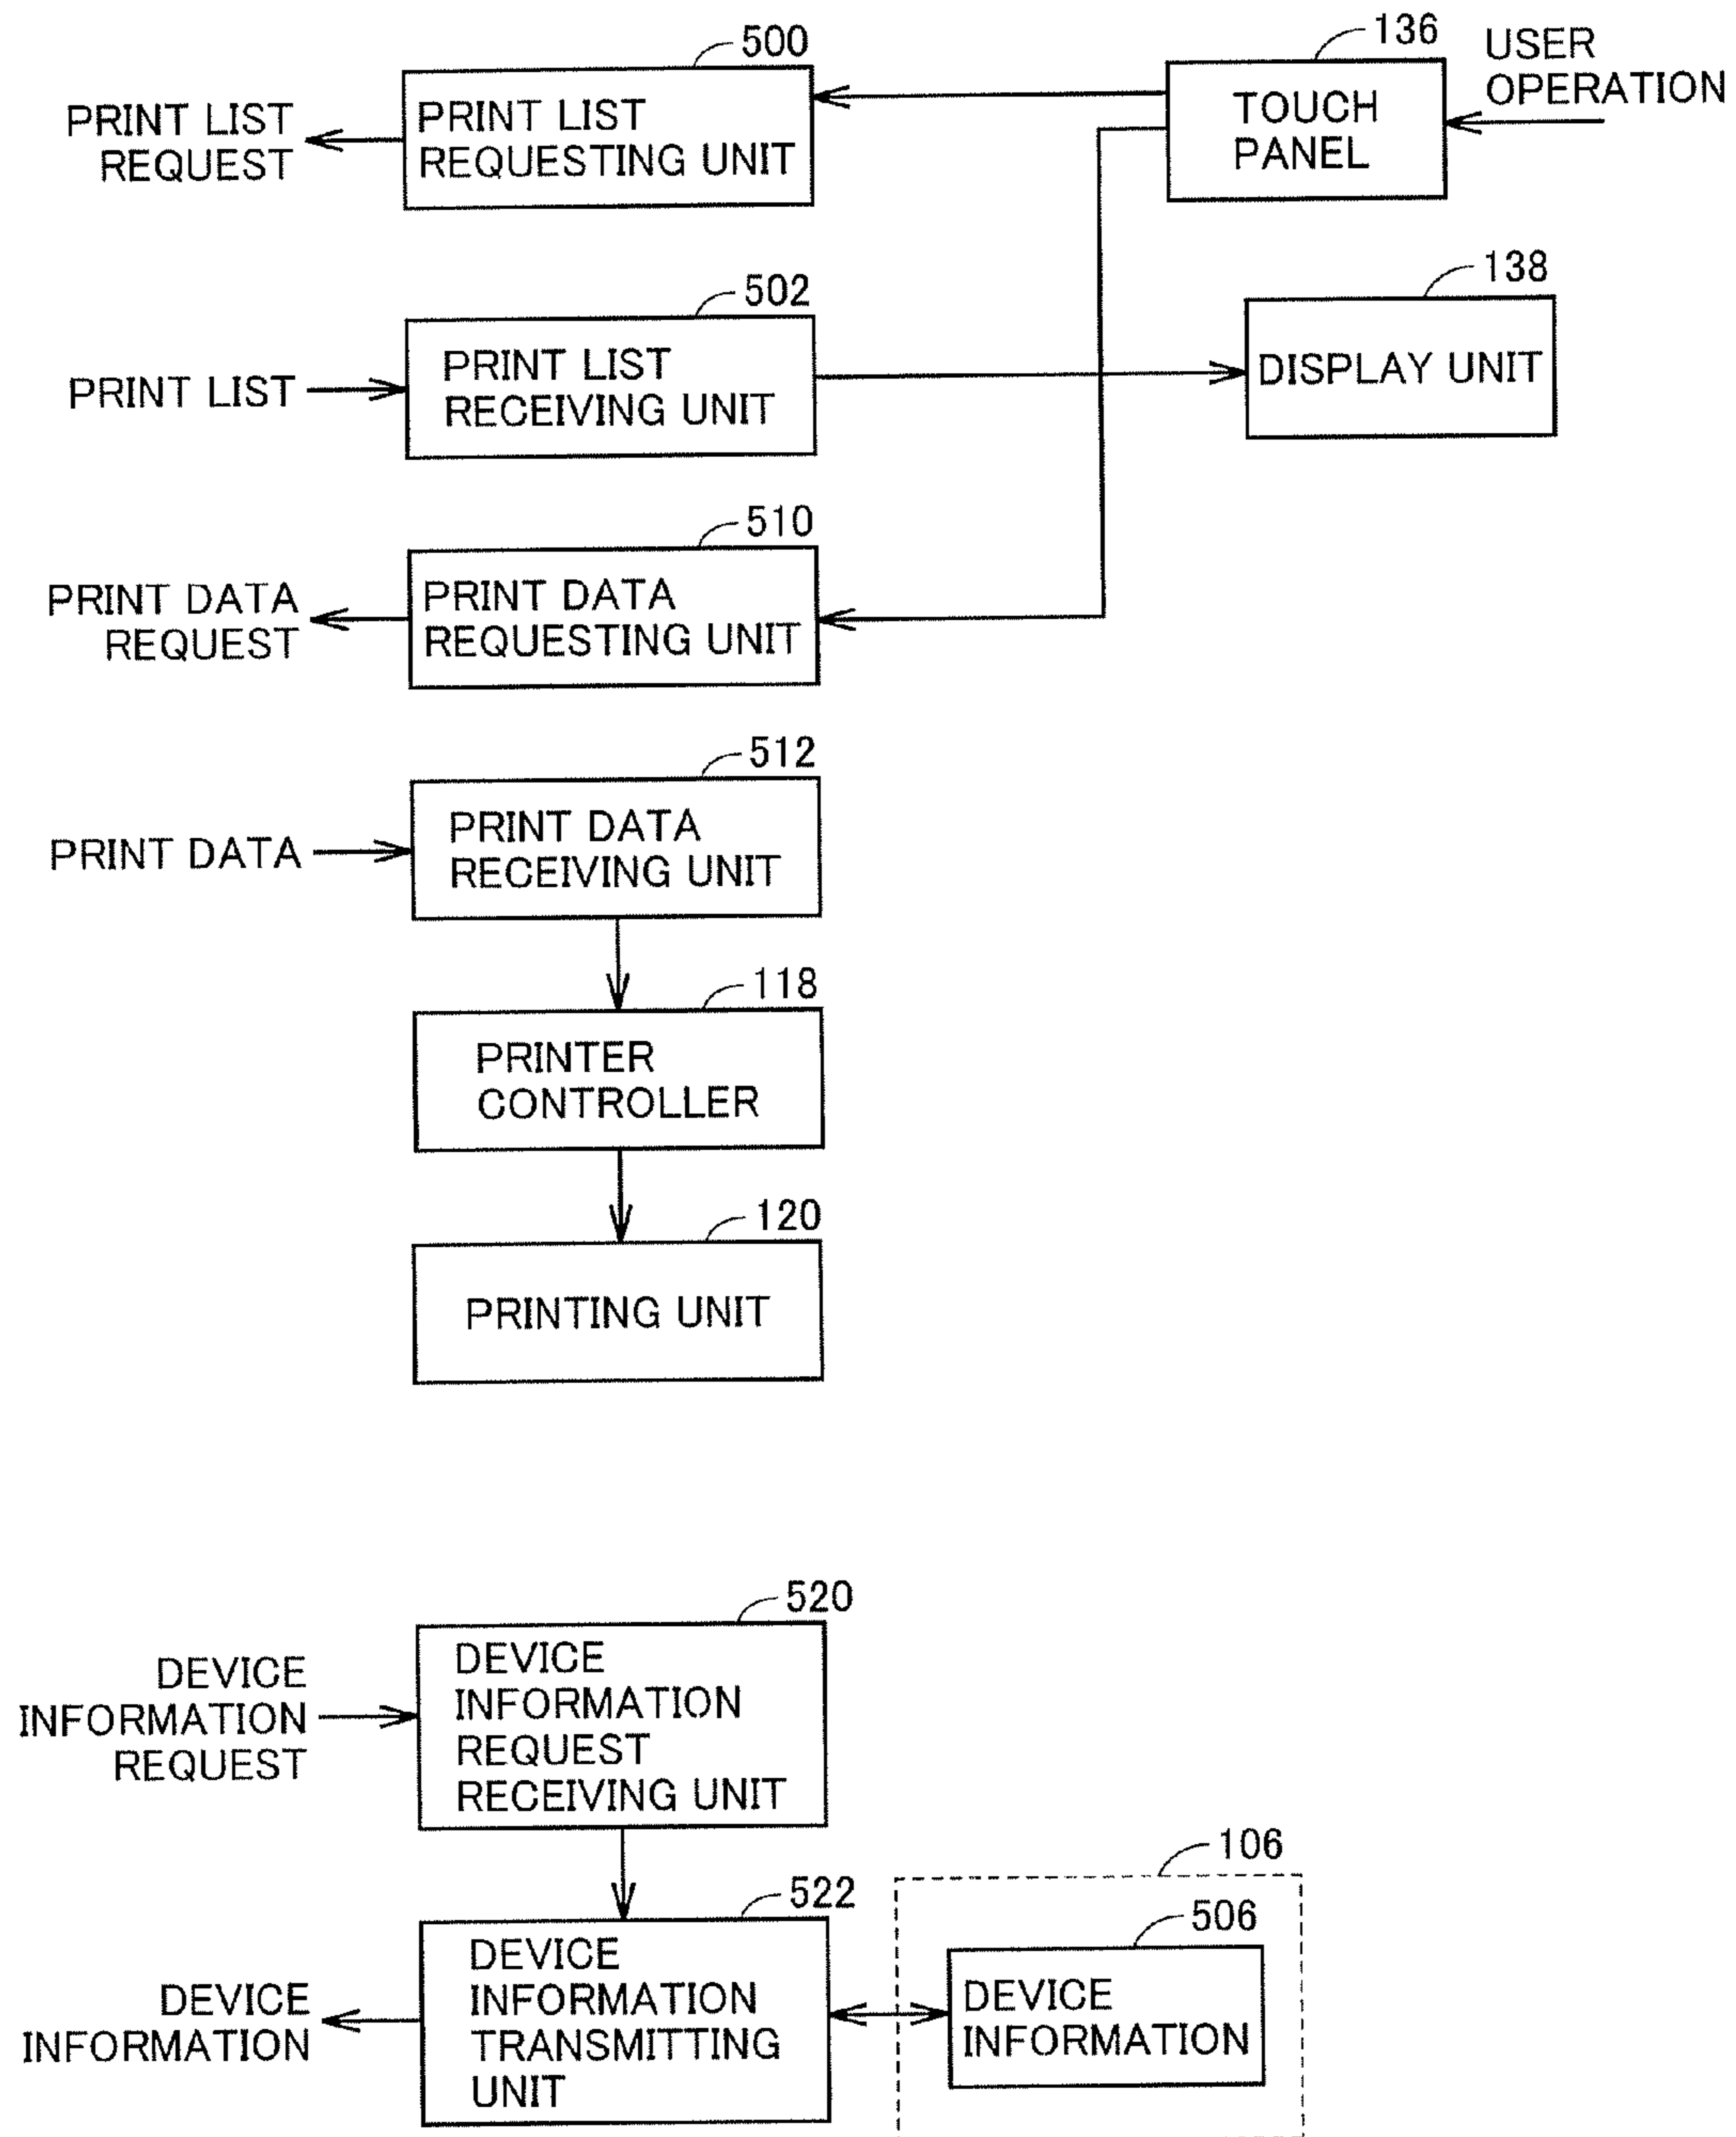 500
PRINT LIST
REQUEST
PRINT LIST
REQUESTING UNIT
136
TOUCH
PANEL
USER
OPERATION
502
PRINT LIST
PRINT LIST
RECEIVING UNIT
138
DISPLAY UNIT
510
PRINT DATA
REQUEST
PRINT DATA
REQUESTING UNIT
512
PRINT DATA
PRINT DATA
RECEIVING UNIT
118
PRINTER
CONTROLLER
120
PRINTING UNIT
520
DEVICE
INFORMATION
REQUEST
DEVICE
INFORMATION
REQUEST
RECEIVING UNIT
522
DEVICE
INFORMATION
DEVICE
INFORMATION
TRANSMITTING
UNIT
106
506
DEVICE
INFORMATION